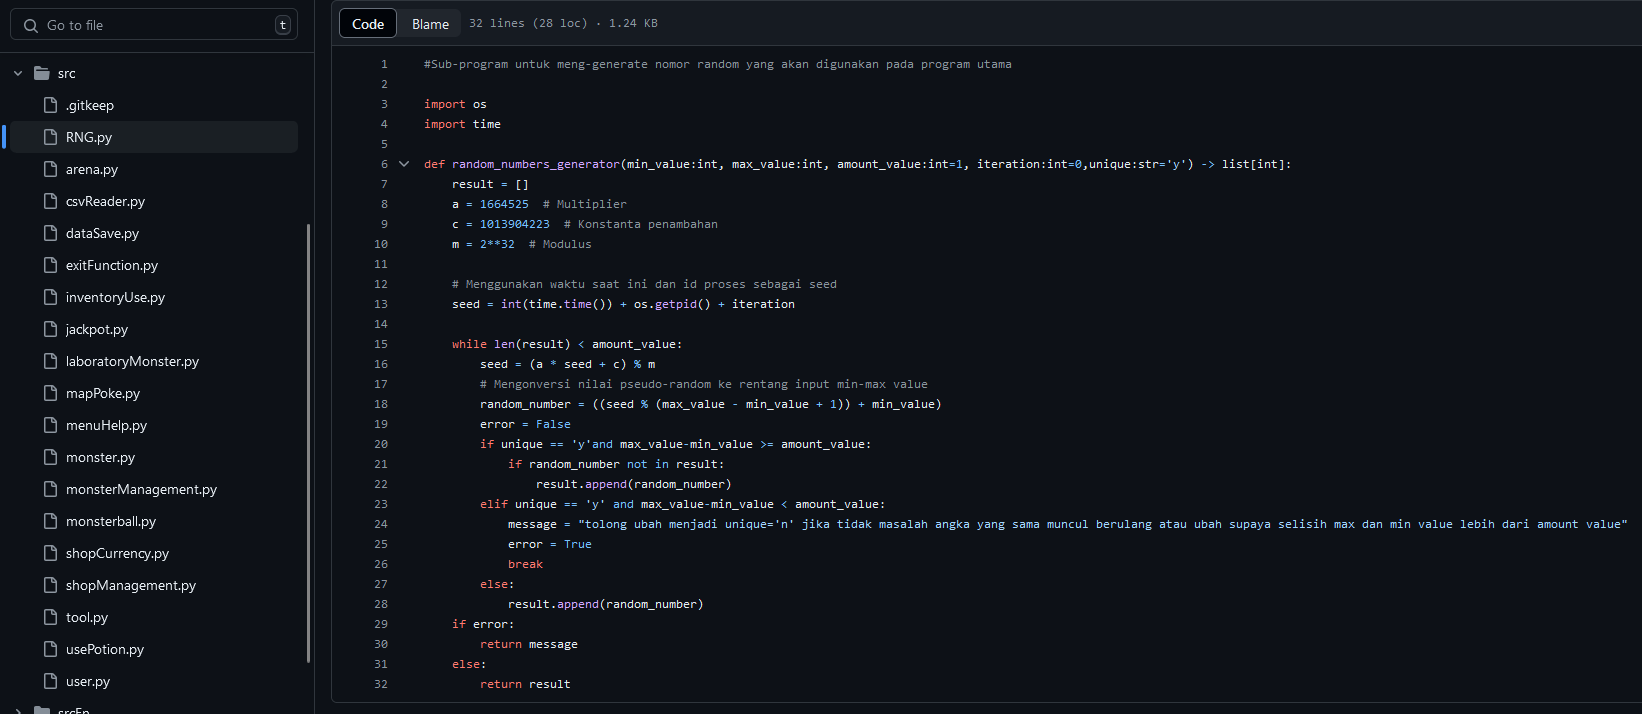 Go to file
t
src
.gitkeep
RNG.py
arena.py
csvReader.py
dataSave.py
exitFunction.py
inventoryUse.py
jackpot.py
laboratoryMonster.py
mapPoke.py
menuHelp.py
monster.py
monsterManagement.py
monsterball.py
shopCurrency.py
shopManagement.py
tool.py
usePotion.py
user.py
srcEn
Code Blame 32 lines (28 loc) · 1.24 KB
1 #Sub-program untuk meng-generate nomor random yang akan digunakan pada program utama
2
3 import os
4 import time
5
6 def random_numbers_generator(min_value:int, max_value:int, amount_value:int=1, iteration:int=0,unique:str='y') -> list[int]:
7 result = []
8 a = 1664525 # Multiplier
9 c = 1013904223 # Konstanta penambahan
10 m = 2**32 # Modulus
11
12 # Menggunakan waktu saat ini dan id proses sebagai seed
13 seed = int(time.time()) + os.getpid() + iteration
14
15 while len(result) < amount_value:
16 seed = (a * seed + c) % m
17 # Mengonversi nilai pseudo-random ke rentang input min-max value
18 random_number = ((seed % (max_value - min_value + 1)) + min_value)
19 error = False
20 if unique == 'y'and max_value-min_value >= amount_value:
21 if random_number not in result:
22 result.append(random_number)
23 elif unique == 'y' and max_value-min_value < amount_value:
24 message = "tolong ubah menjadi unique='n' jika tidak masalah angka yang sama muncul berulang atau ubah supaya selisih max dan min value lebih dari amount value"
25 error = True
26 break
27 else:
28 result.append(random_number)
29 if error:
30 return message
31 else:
32 return result